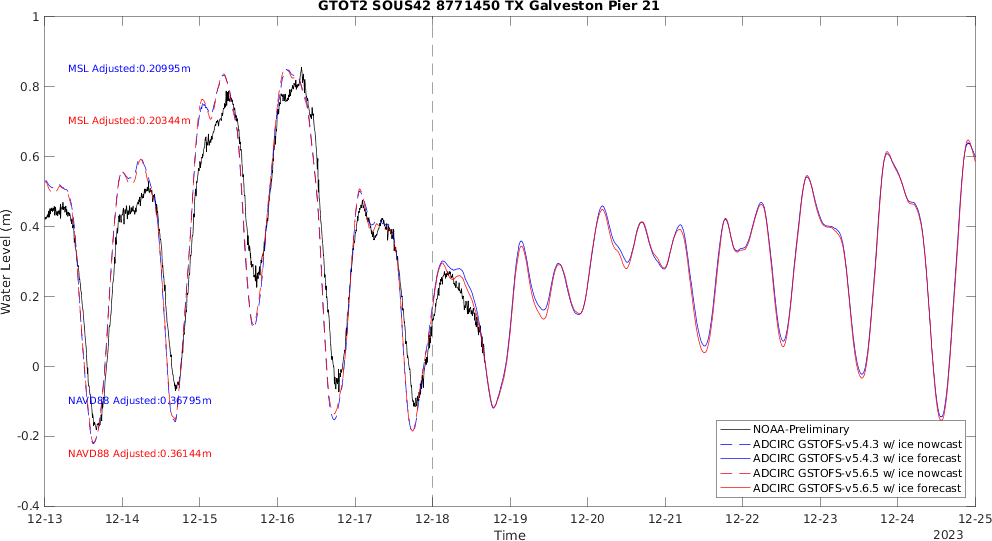 GTOT2 SOUS42 8771450 TX Galveston Pier 21
1
0.8
0.6
0.4
0.2
0
-0.2
-0.4
Water Level (m)
MSL Adjusted:0.20995m
MSL Adjusted:0.20344m
NAVD88 Adjusted:0.36795m
NAVD88 Adjusted:0.36144m
NOAA-Preliminary
ADCIRC GSTOFS-v5.4.3 w/ ice nowcast
ADCIRC GSTOFS-v5.4.3 w/ ice forecast
ADCIRC GSTOFS-v5.6.5 w/ ice nowcast
ADCIRC GSTOFS-v5.6.5 w/ ice forecast
12-13 12-14 12-15 12-16 12-17 12-18 12-19 12-20 12-21 12-22 12-23 12-24 12-25
Time
2023